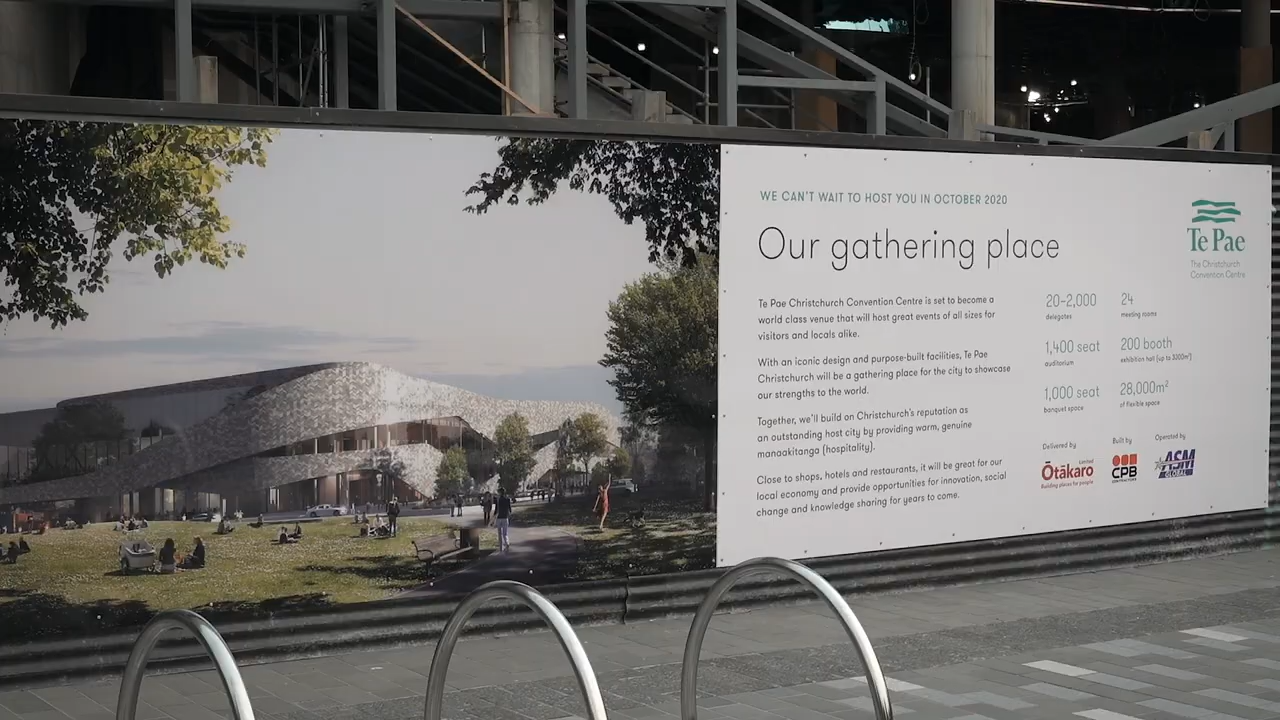 WE CAN'T WAIT TO HOST YOU IN OCTOBER 2020
Our gathering place
Te Pae Christchurch Convention Centre is set to become a
world class venue that will host great events of all sizes for
visitors and locals alike.
With an iconic design and purpose-built facilities, Te Pae
Christchurch will be a gathering place for the city to showcase
our strengths to the world.
Together, we'll build on Christchurch's reputation as
an outstanding host city by providing warm, genuine
manaakitanga (hospitality).
Close to shops, hotels and restaurants, it will be great for our
local economy and provide opportunities for innovation, social
change and knowledge sharing for years to come.
Te Pae
The Christchurch
Convention Centre
20–2,000
delegates
24
meeting rooms
1,400 seat
auditorium
200 booth
exhibition hall (up to 3300m²)
1,000 seat
banquet space
28,000m²
of flexible space
Delivered by
Ōtākaro
Limited
Building places for people
Built by
CPB
CONTRACTORS
Operated by
ASM
GLOBAL